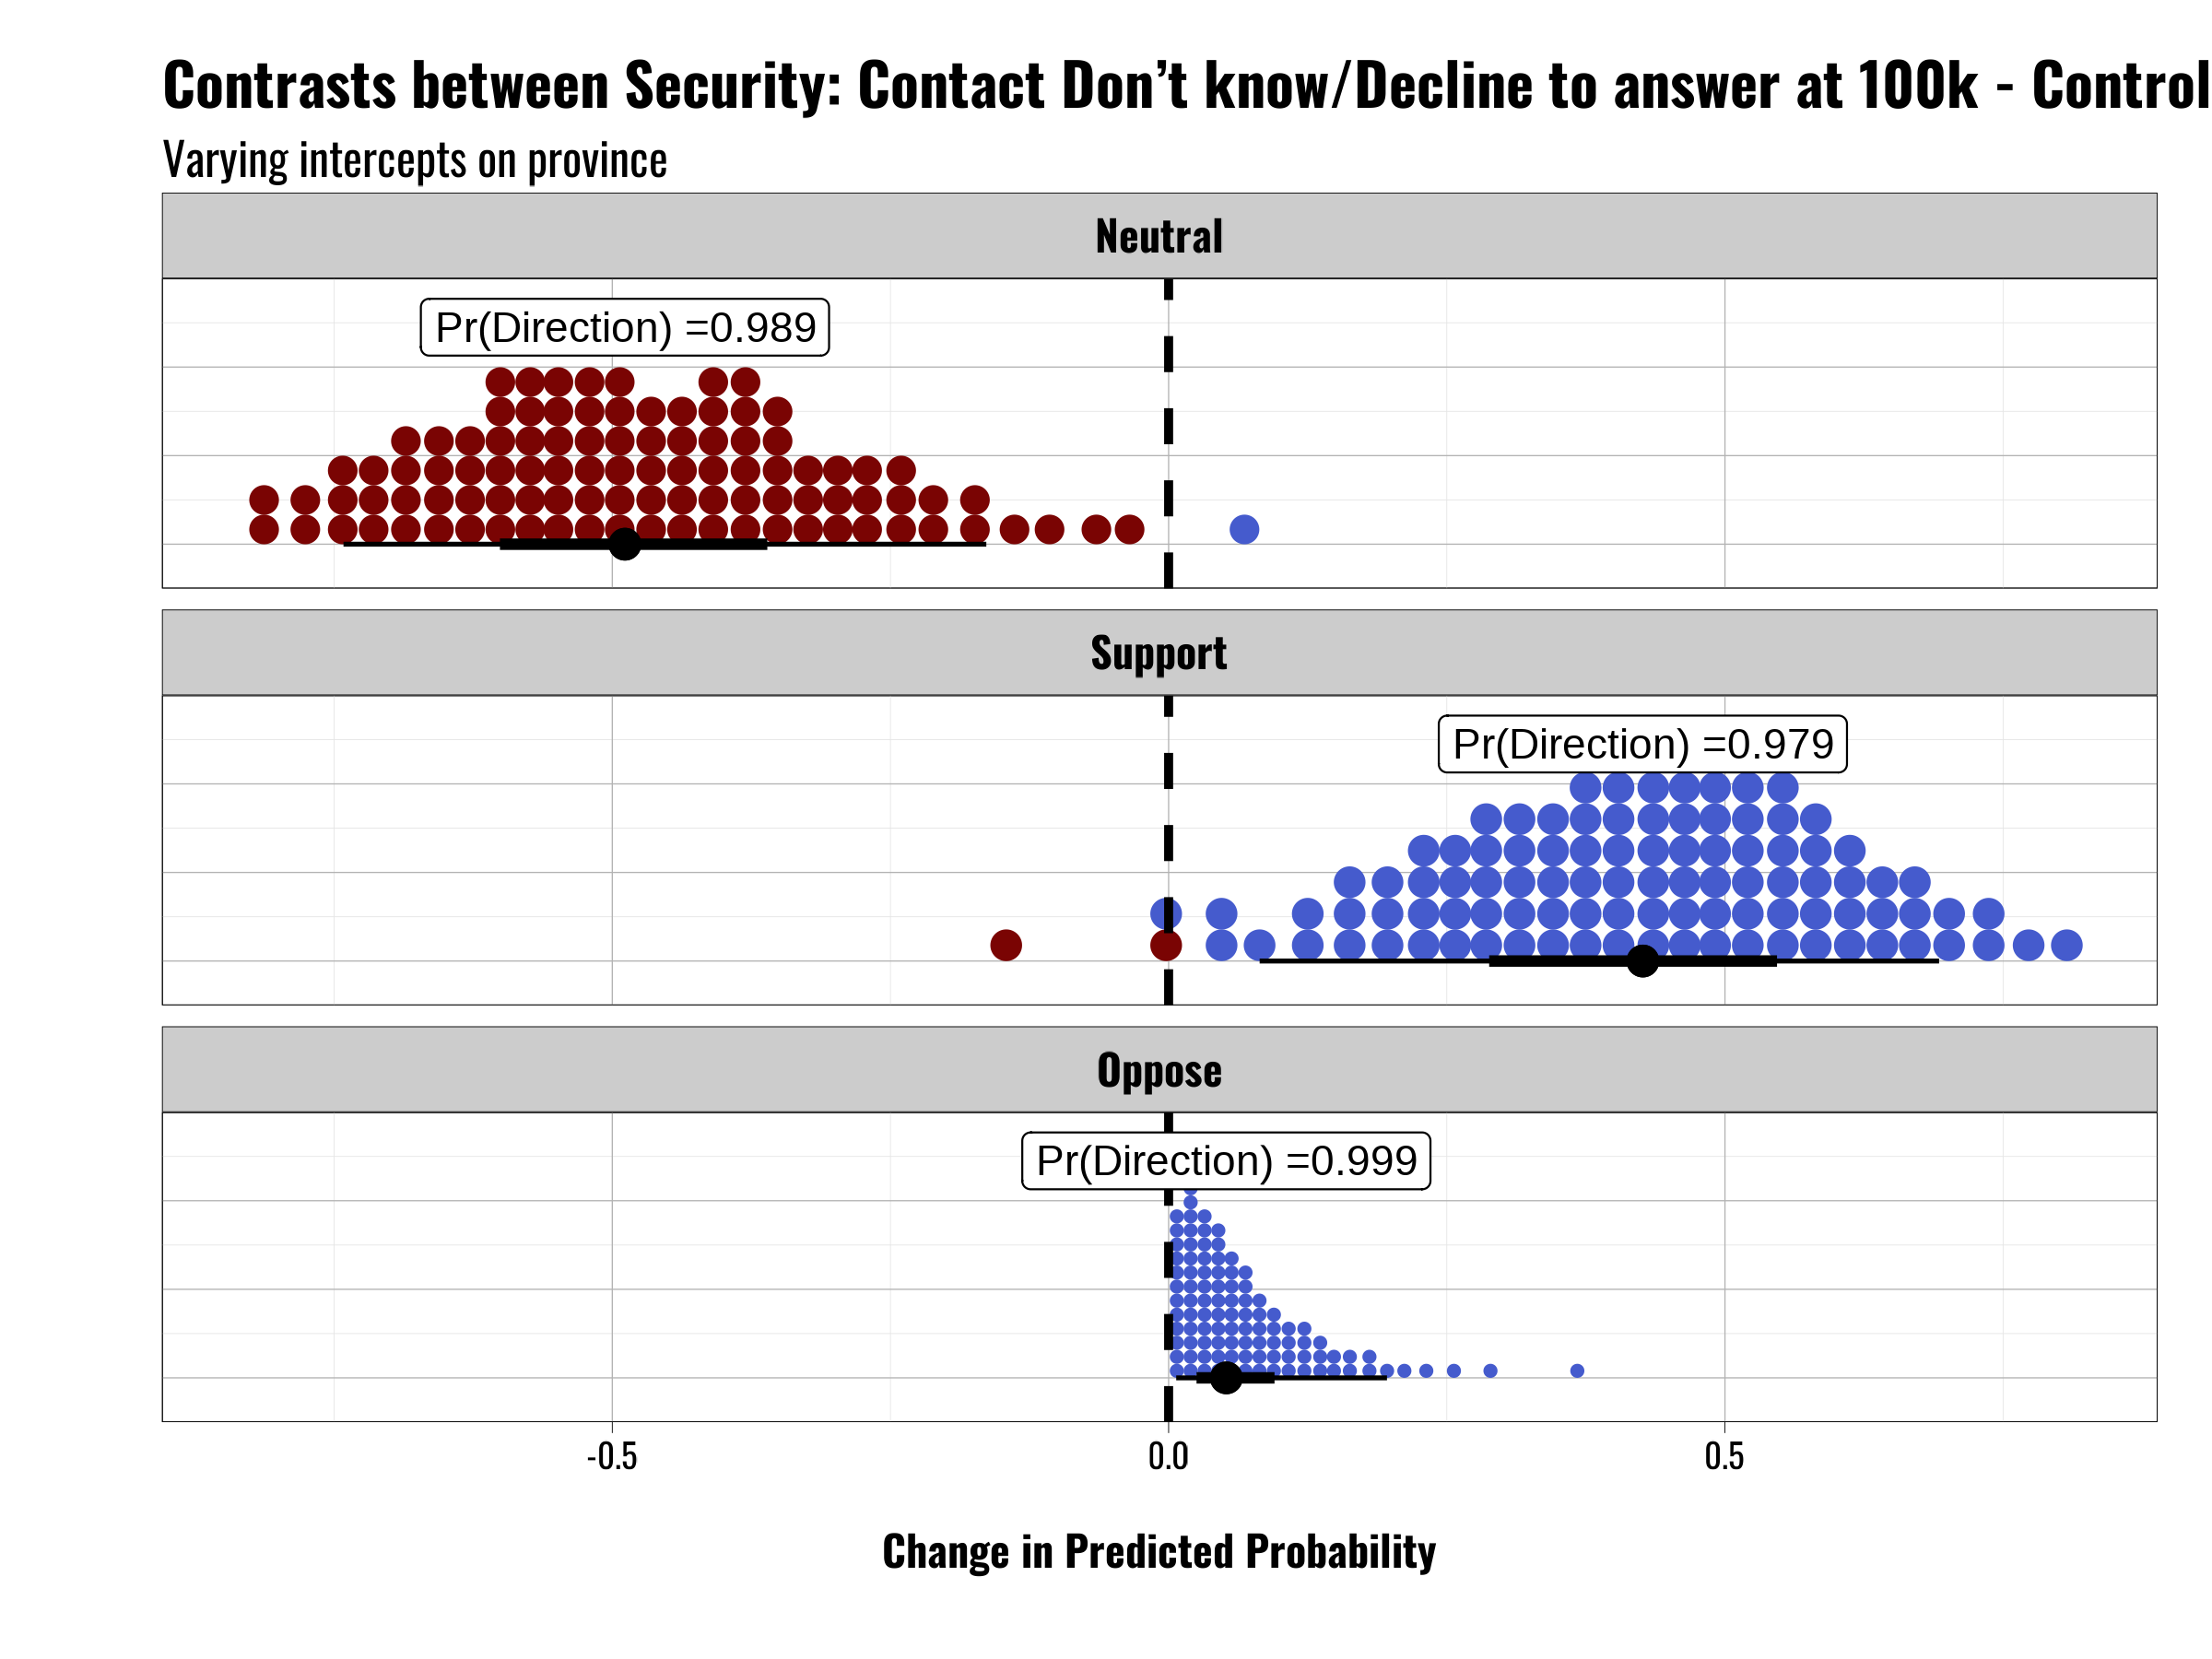 Contrasts between Security: Contact Don’t know/Decline to answer at 100k - Control
Varying intercepts on province
Neutral
Pr(Direction) =0.989
Support
Pr(Direction) =0.979
Oppose
Pr(Direction) =0.999
-0.5 0.0 0.5
Change in Predicted Probability